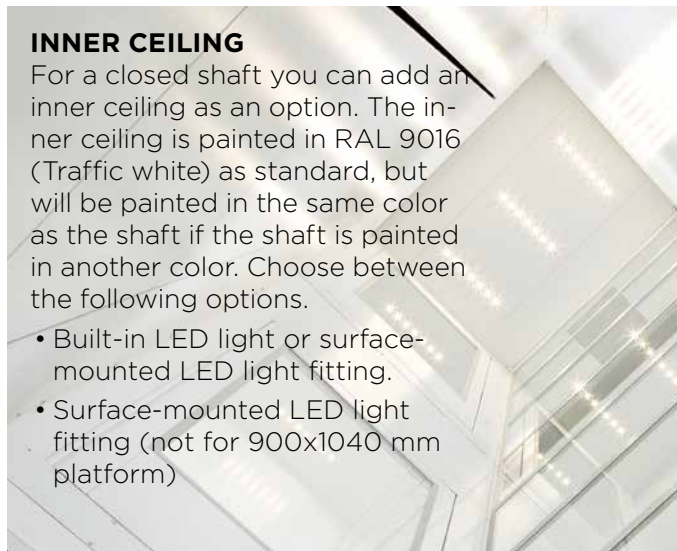 INNER CEILING
For a closed shaft you can add an
inner ceiling as an option. The in-
ner ceiling is painted in RAL 9016
(Traffic white) as standard, but
will be painted in the same color
as the shaft if the shaft is painted
in another color. Choose between
the following options.
• Built-in LED light or surface-
mounted LED light fitting.
• Surface-mounted LED light
fitting (not for 900x1040 mm
platform)